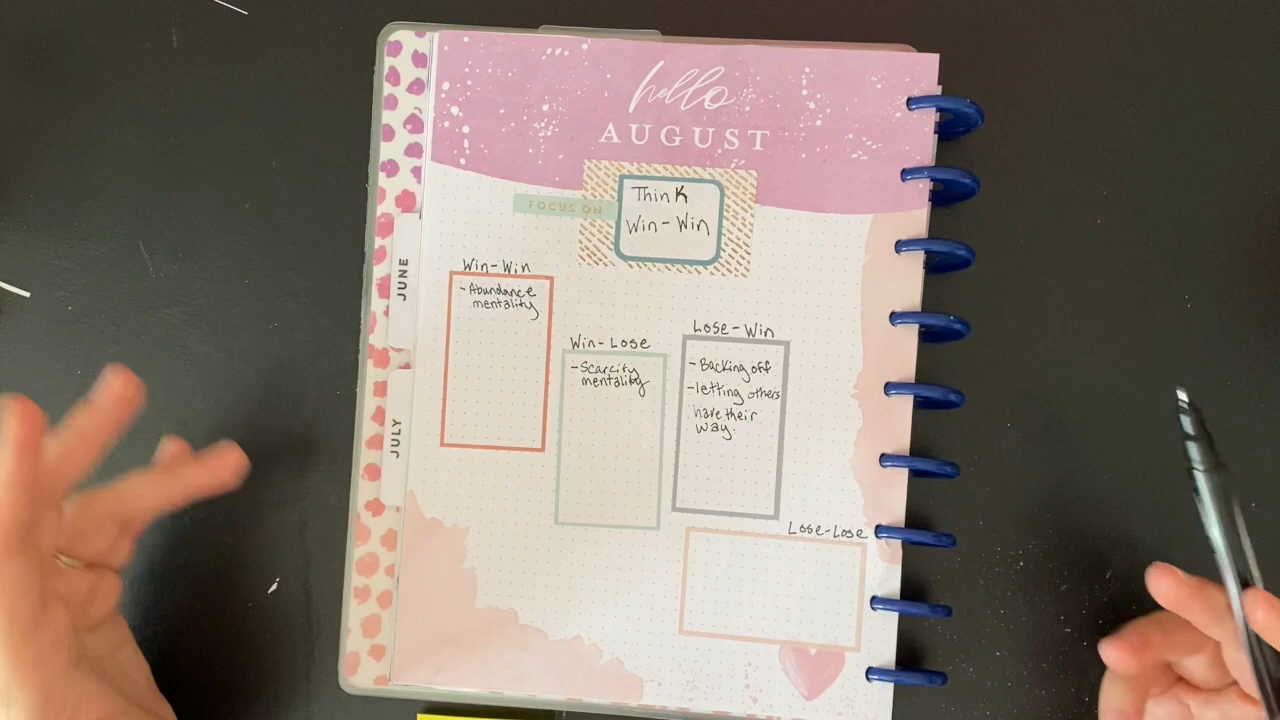 hello
AUGUST
FOCUS ON
Think
Win-Win
Win-Win
-Abundance
mentality
Win-Lose
-Scarcity
mentality
Lose-Win
-Backing off
-letting others
have their
way.
Lose-Lose
JUNE
JULY